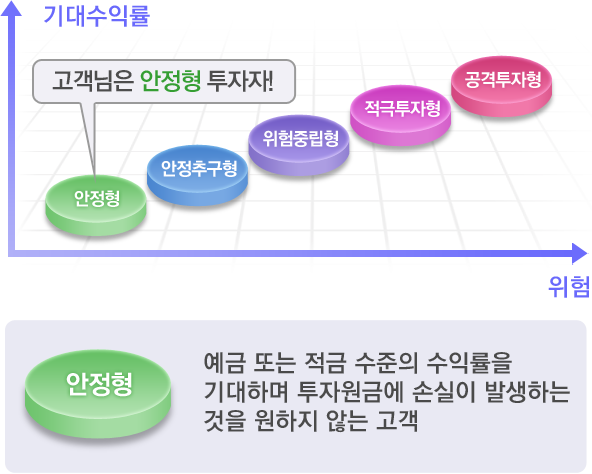 기대수익률
고객님은 안정형 투자자!
공격투자형
적극투자형
위험중립형
안정추구형
안정형
위험
안정형
예금 또는 적금 수준의 수익률을
기대하며 투자원금에 손실이 발생하는
것을 원하지 않는 고객